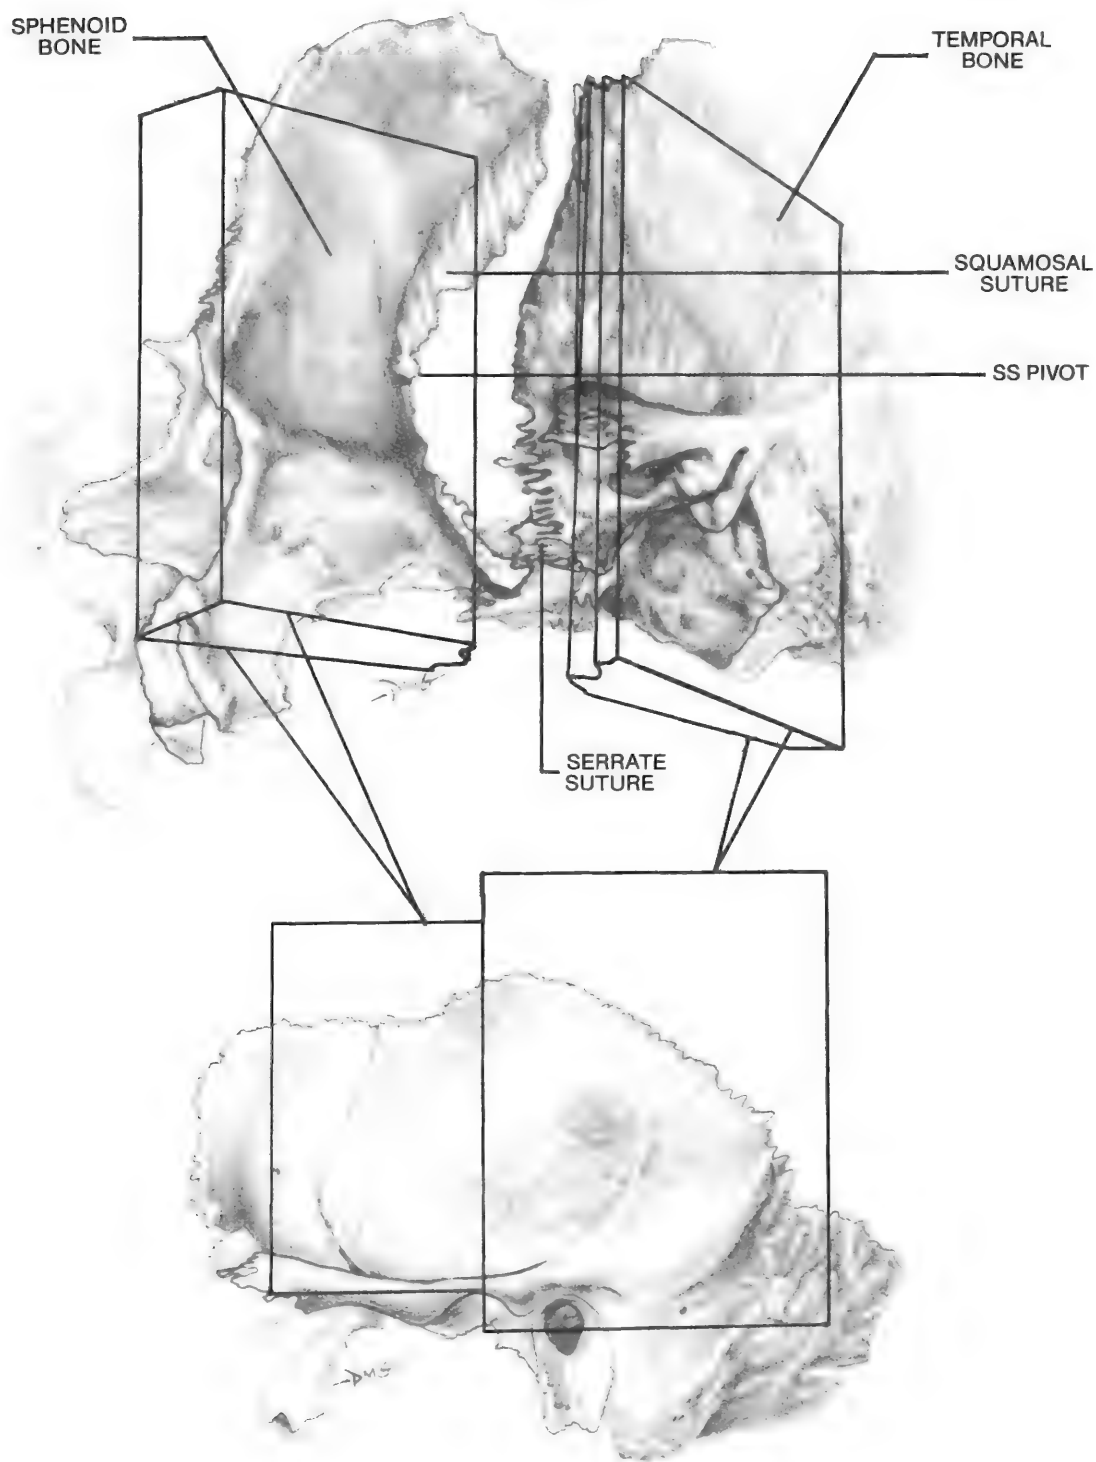 SPHENOID
BONE
TEMPORAL
BONE
SQUAMOSAL
SUTURE
SS PIVOT
SERRATE
SUTURE